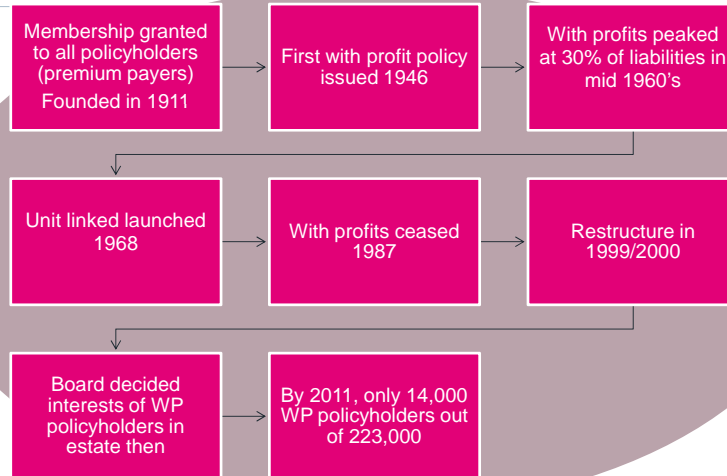 Membership granted
to all policyholders
(premium payers)
Founded in 1911
First with profit policy
issued 1946
With profits peaked
at 30% of liabilities in
mid 1960's
Unit linked launched
1968
With profits ceased
1987
Restructure in
1999/2000
Board decided
interests of WP
policyholders in
estate then
By 2011, only 14,000
WP policyholders out
of 223,000